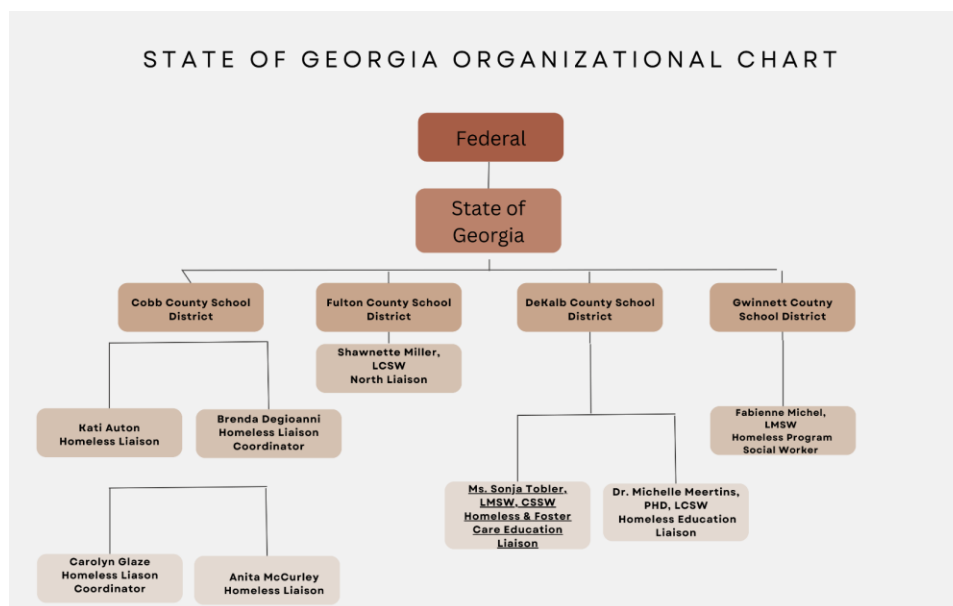 STATE OF GEORGIA ORGANIZATIONAL CHART
Federal
State of
Georgia
Cobb County School
District
Fulton County School
District
DeKalb County School
District
Gwinnett Coutny
School District
Shawnette Miller,
LCSW
North Liaison
Kati Auton
Homeless Liaison
Brenda Degioanni
Homeless Liaison
Coordinator
Fabienne Michel,
LMSW
Homeless Program
Social Worker
Ms. Sonja Tobler,
LMSW, CSSW
Homeless & Foster
Care Education
Liaison
Dr. Michelle Meertins,
PHD, LCSW
Homeless Education
Liaison
Carolyn Glaze
Homeless Liason
Coordinator
Anita McCurley
Homeless Liaison